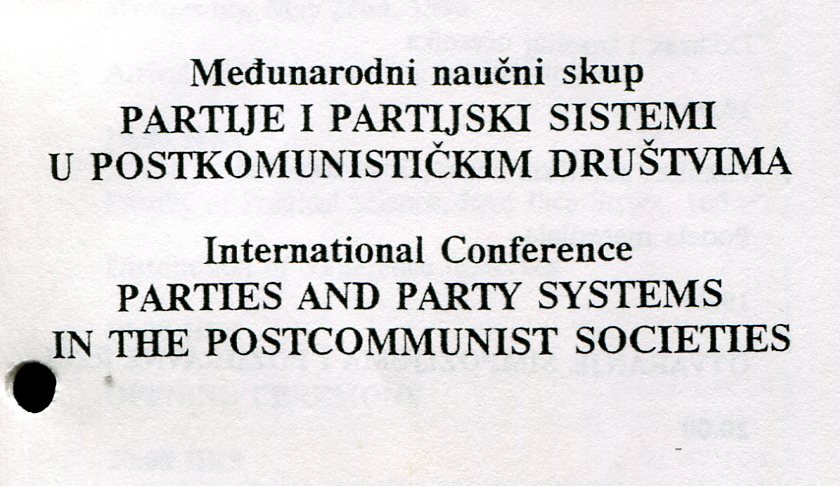 Međunarodni naučni skup
PARTIJE I PARTIJSKI SISTEMI
U POSTKOMUNISTIČKIM DRUŠTVIMA
International Conference
PARTIES AND PARTY SYSTEMS
IN THE POSTCOMMUNIST SOCIETIES